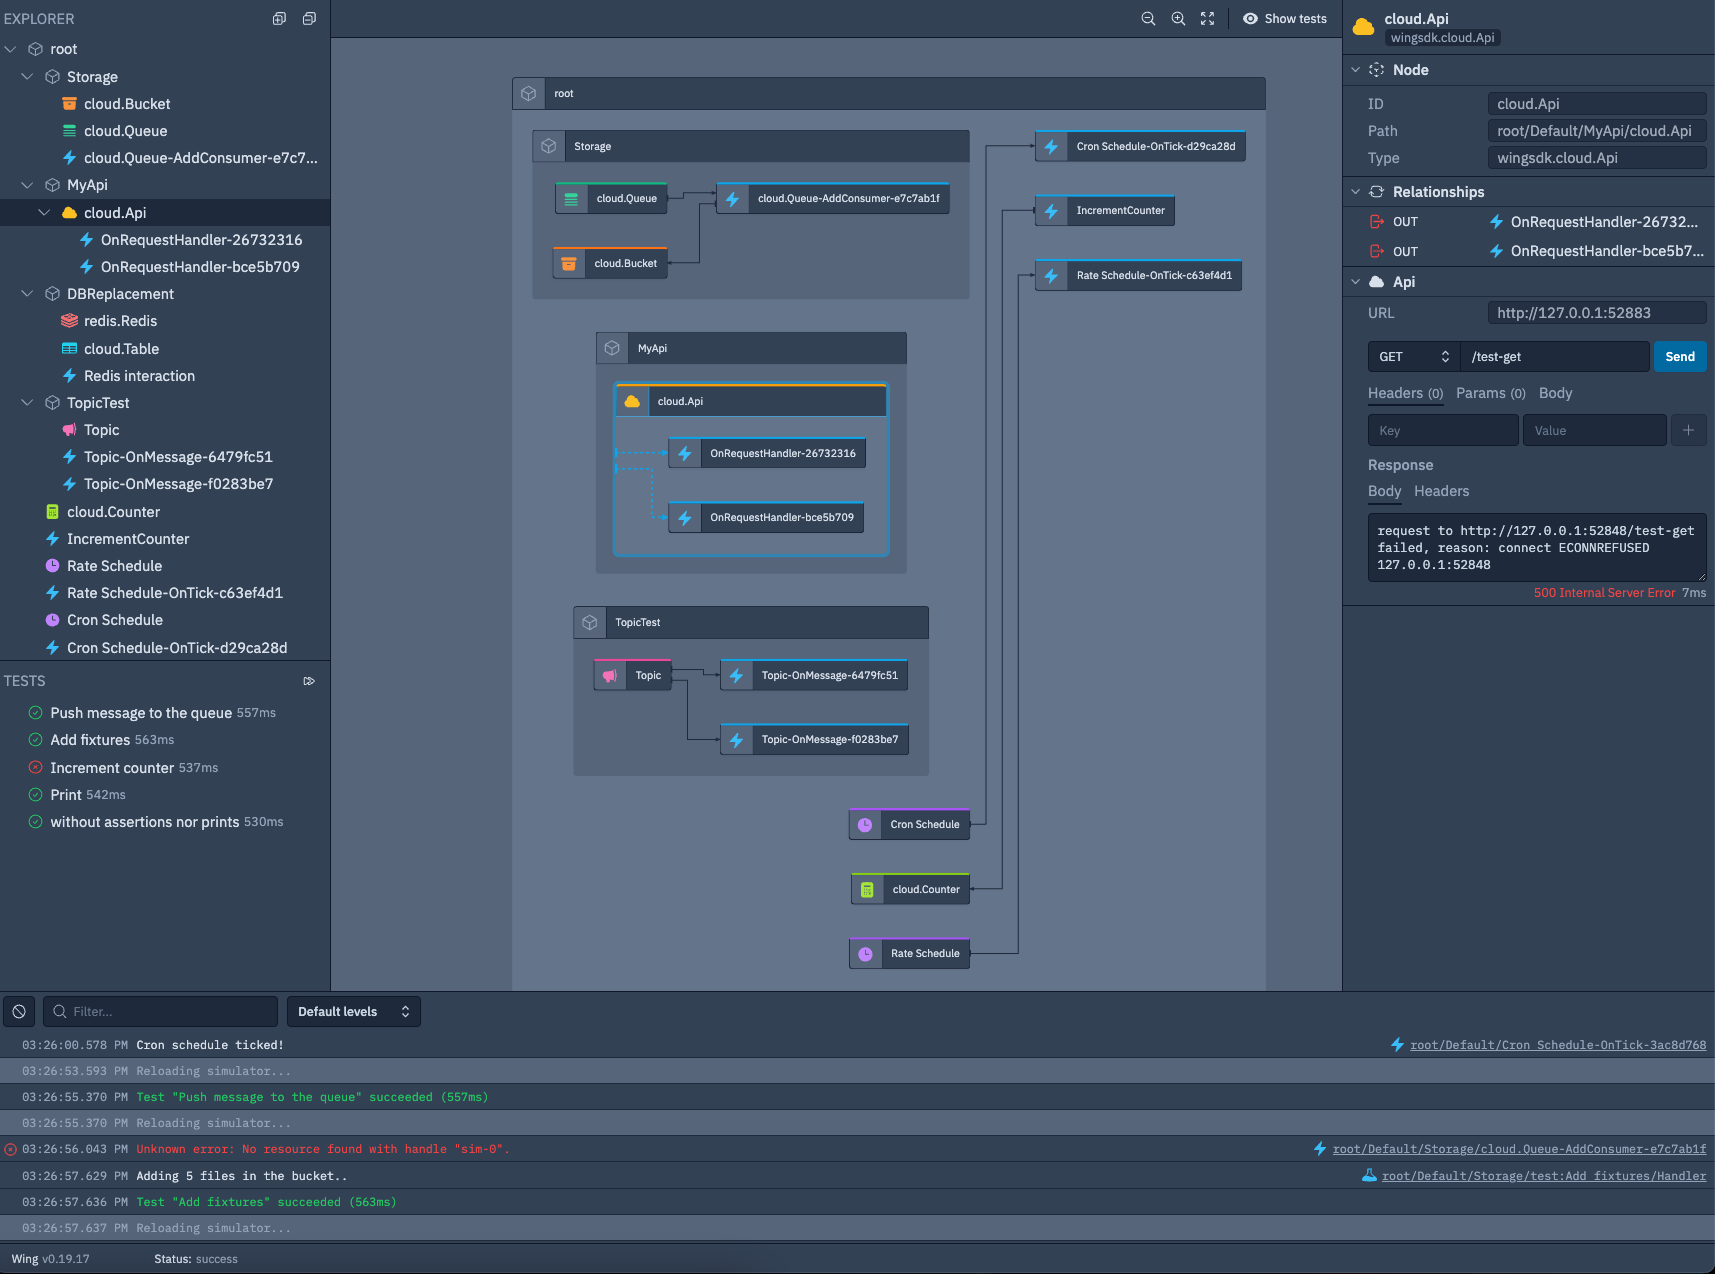 EXPLORER
root
Storage
cloud.Bucket
cloud.Queue
cloud.Queue-AddConsumer-e7c7...
MyApi
cloud.Api
OnRequestHandler-26732316
OnRequestHandler-bce5b709
DBReplacement
redis.Redis
cloud.Table
Redis interaction
TopicTest
Topic
Topic-OnMessage-6479fc51
Topic-OnMessage-f0283be7
cloud.Counter
IncrementCounter
Rate Schedule
Rate Schedule-OnTick-c63ef4d1
Cron Schedule
Cron Schedule-OnTick-d29ca28d
TESTS
Push message to the queue 557ms
Add fixtures 563ms
Increment counter 537ms
Print 542ms
without assertions nor prints 530ms
Show tests
root
Storage
cloud.Queue
cloud.Queue-AddConsumer-e7c7ab1f
cloud.Bucket
Cron Schedule-OnTick-d29ca28d
IncrementCounter
Rate Schedule-OnTick-c63ef4d1
MyApi
cloud.Api
OnRequestHandler-26732316
OnRequestHandler-bce5b709
TopicTest
Topic
Topic-OnMessage-6479fc51
Topic-OnMessage-f0283be7
Cron Schedule
cloud.Counter
Rate Schedule
cloud.Api
wingsdk.cloud.Api
Node
ID cloud.Api
Path root/Default/MyApi/cloud.Api
Type wingsdk.cloud.Api
Relationships
OUT OnRequestHandler-26732...
OUT OnRequestHandler-bce5b7...
Api
URL http://127.0.0.1:52883
GET /test-get Send
Headers (0) Params (0) Body
Key Value
Response
Body Headers
request to http://127.0.0.1:52848/test-get
failed, reason: connect ECONNREFUSED
127.0.0.1:52848
500 Internal Server Error 7ms
Filter... Default levels
03:26:00.578 PM Cron schedule ticked! root/Default/Cron Schedule-OnTick-3ac8d768
03:26:53.593 PM Reloading simulator...
03:26:55.370 PM Test "Push message to the queue" succeeded (557ms)
03:26:55.370 PM Reloading simulator...
03:26:56.043 PM Unknown error: No resource found with handle "sim-0". root/Default/Storage/cloud.Queue-AddConsumer-e7c7ab1f
03:26:57.629 PM Adding 5 files in the bucket.. root/Default/Storage/test:Add fixtures/Handler
03:26:57.636 PM Test "Add fixtures" succeeded (563ms)
03:26:57.637 PM Reloading simulator...
Wing v0.19.17 Status: success